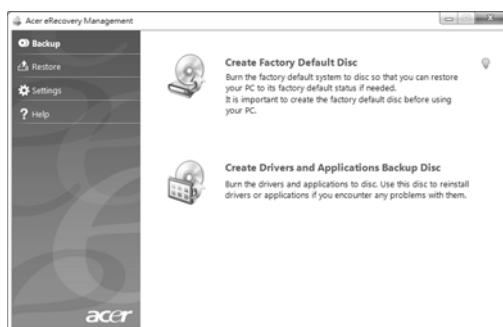 Acer eRecovery Management
Backup
Restore
Settings
Help
Create Factory Default Disc
Burn the factory default system to disc so that you can restore
your PC to its factory default status if needed.
It is important to create the factory default disc before using
your PC.
Create Drivers and Applications Backup Disc
Burn the drivers and applications to disc. Use this disc to reinstall
drivers or applications if you encounter any problems with them.
acer